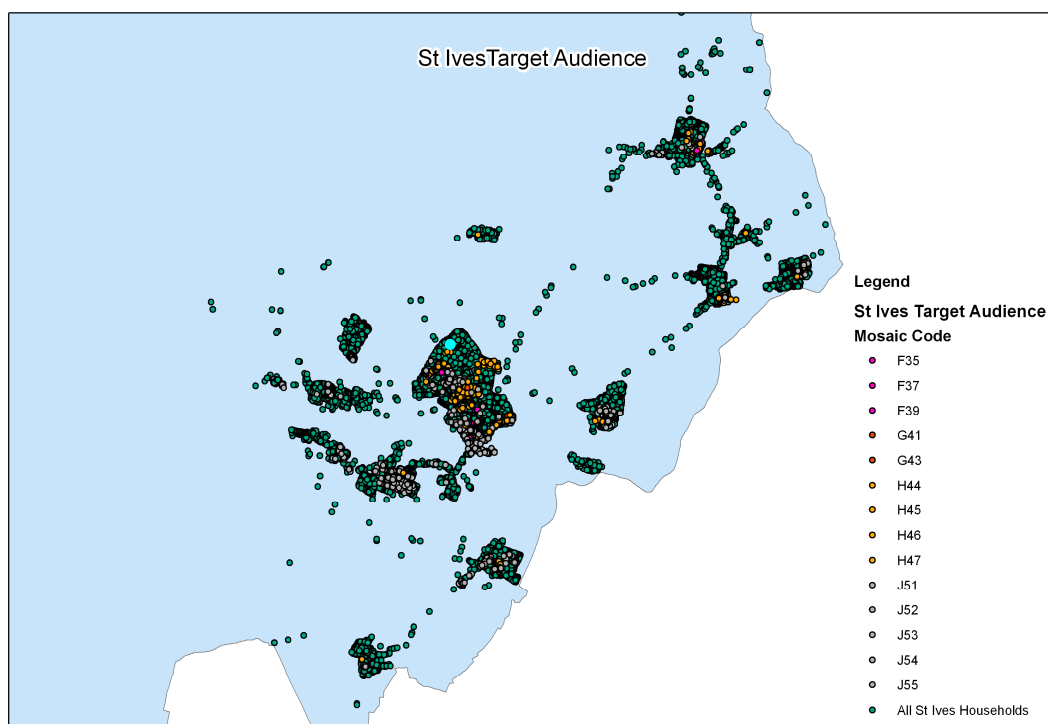 St IvesTarget Audience
Legend
St Ives Target Audience
Mosaic Code
F35
F37
F39
G41
G43
H44
H45
H46
H47
J51
J52
J53
J54
J55
All St Ives Households